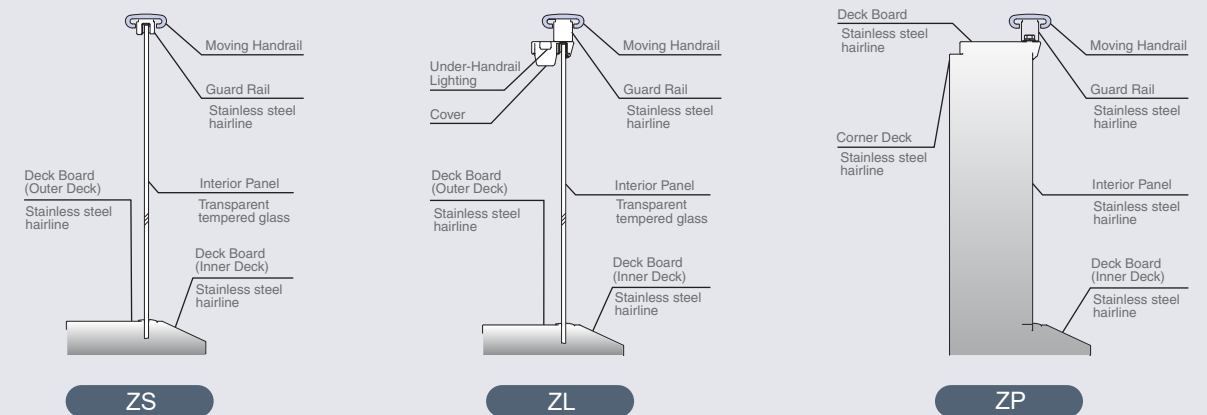 Moving Handrail
Guard Rail
Stainless steel
hairline
Deck Board
(Outer Deck)
Stainless steel
hairline
Interior Panel
Transparent
tempered glass
Deck Board
(Inner Deck)
Stainless steel
hairline
ZS
Moving Handrail
Under-Handrail
Lighting
Guard Rail
Stainless steel
hairline
Cover
Deck Board
(Outer Deck)
Stainless steel
hairline
Interior Panel
Transparent
tempered glass
Deck Board
(Inner Deck)
Stainless steel
hairline
ZL
Deck Board
Stainless steel
hairline
Moving Handrail
Guard Rail
Stainless steel
hairline
Corner Deck
Stainless steel
hairline
Interior Panel
Stainless steel
hairline
Deck Board
(Inner Deck)
Stainless steel
hairline
ZP